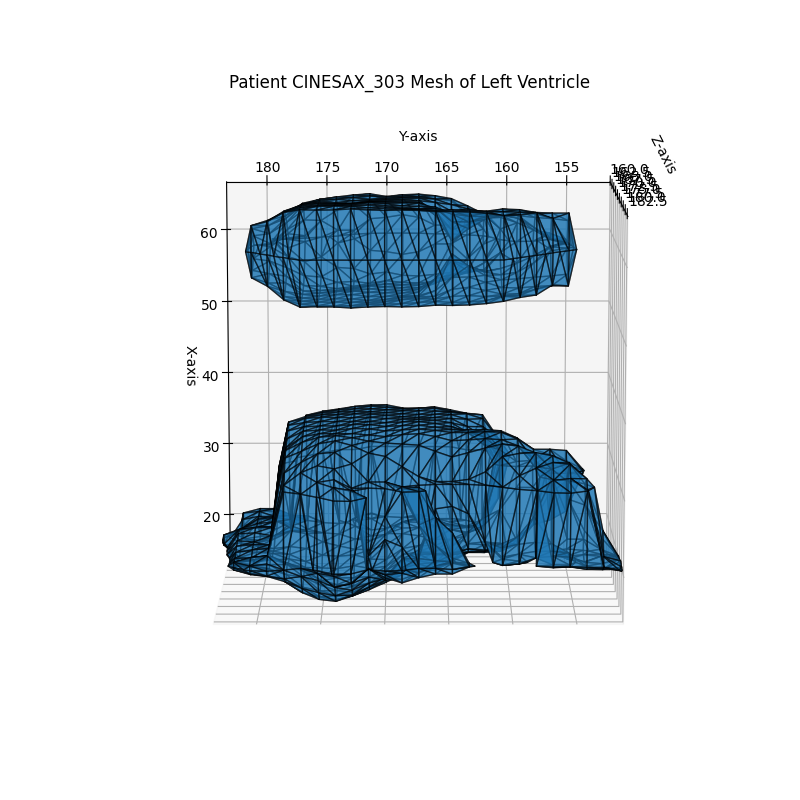 Patient CINESAX_303 Mesh of Left Ventricle
Y-axis
Z-axis
180 175 170 165 160 155
160.0
182.5
60
50
X-axis
40
30
20